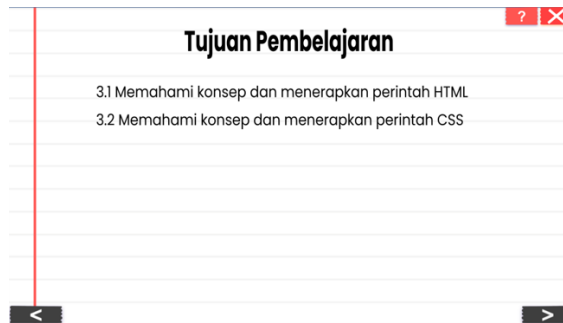 ?
Tujuan Pembelajaran
3.1 Memahami konsep dan menerapkan perintah HTML
3.2 Memahami konsep dan menerapkan perintah CSS
< >